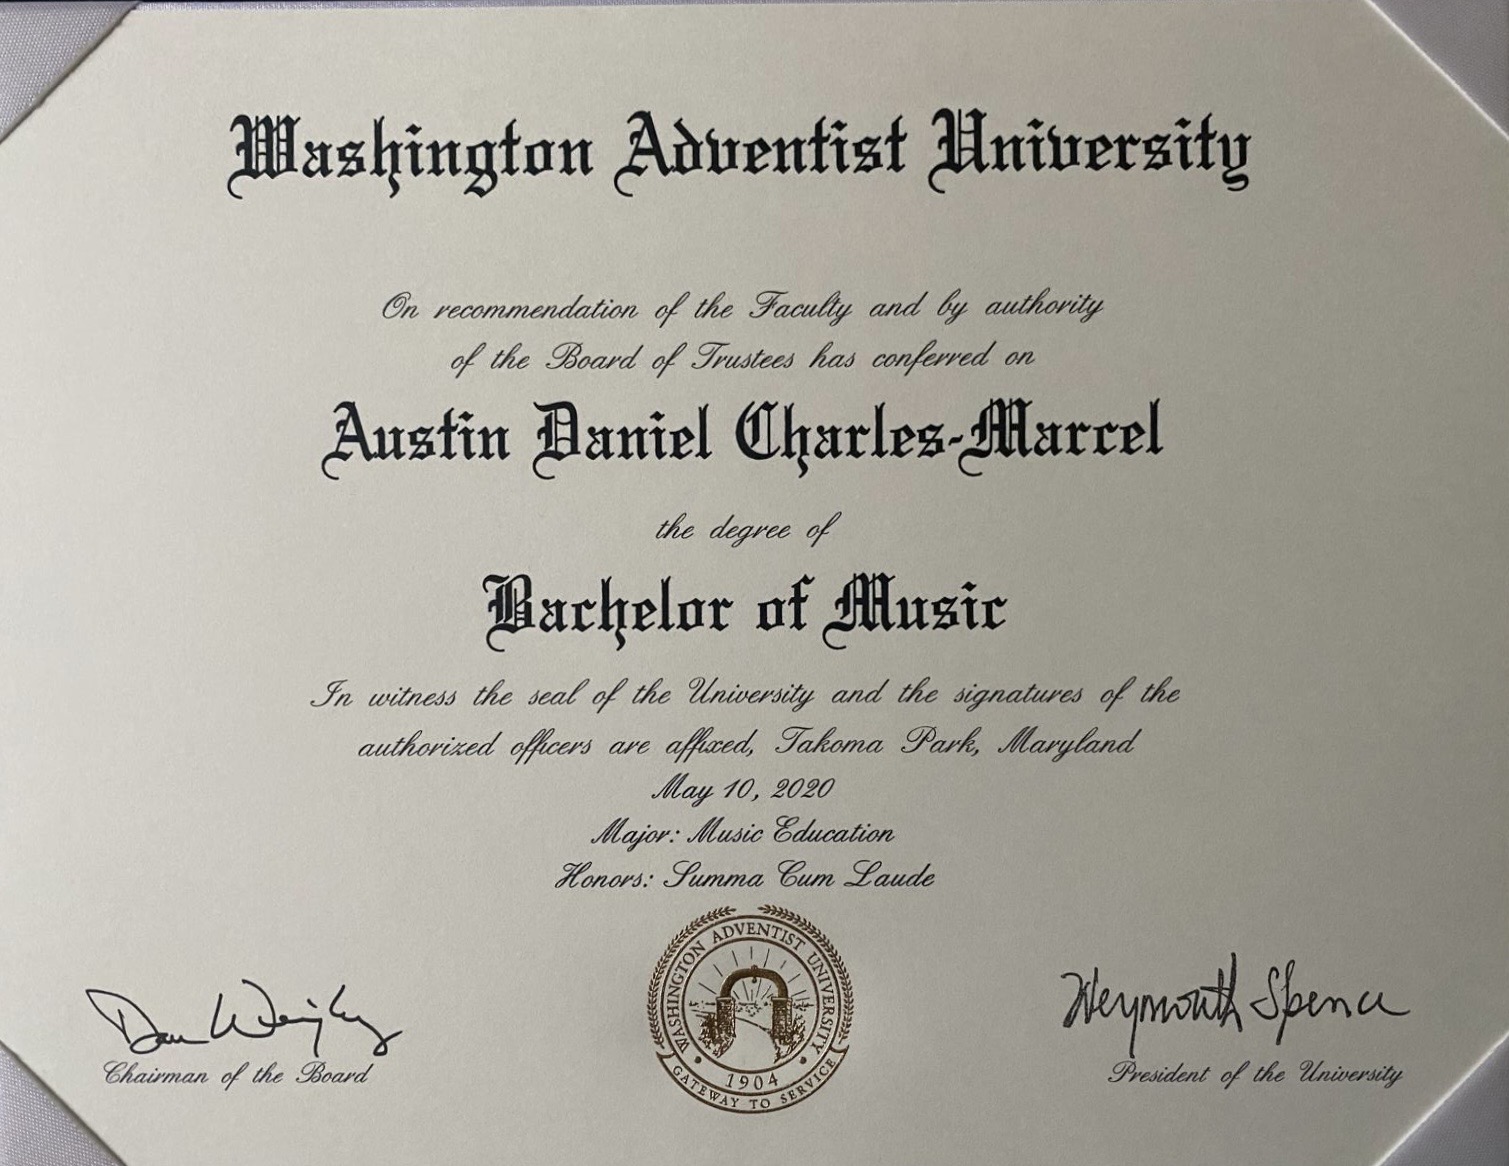 Washington Adventist University
On recommendation of the Faculty and by authority
of the Board of Trustees has conferred on
Austin Daniel Charles-Marcel
the degree of
Bachelor of Music
In witness the seal of the University and the signatures of the
authorized officers are affixed, Takoma Park, Maryland
May 10, 2020
Major: Music Education
Honors: Summa Cum Laude
WASHINGTON ADVENTIST UNIVERSITY
1904
GATEWAY TO SERVICE
Dan
Chairman of the Board
Weymouth Spence
President of the University